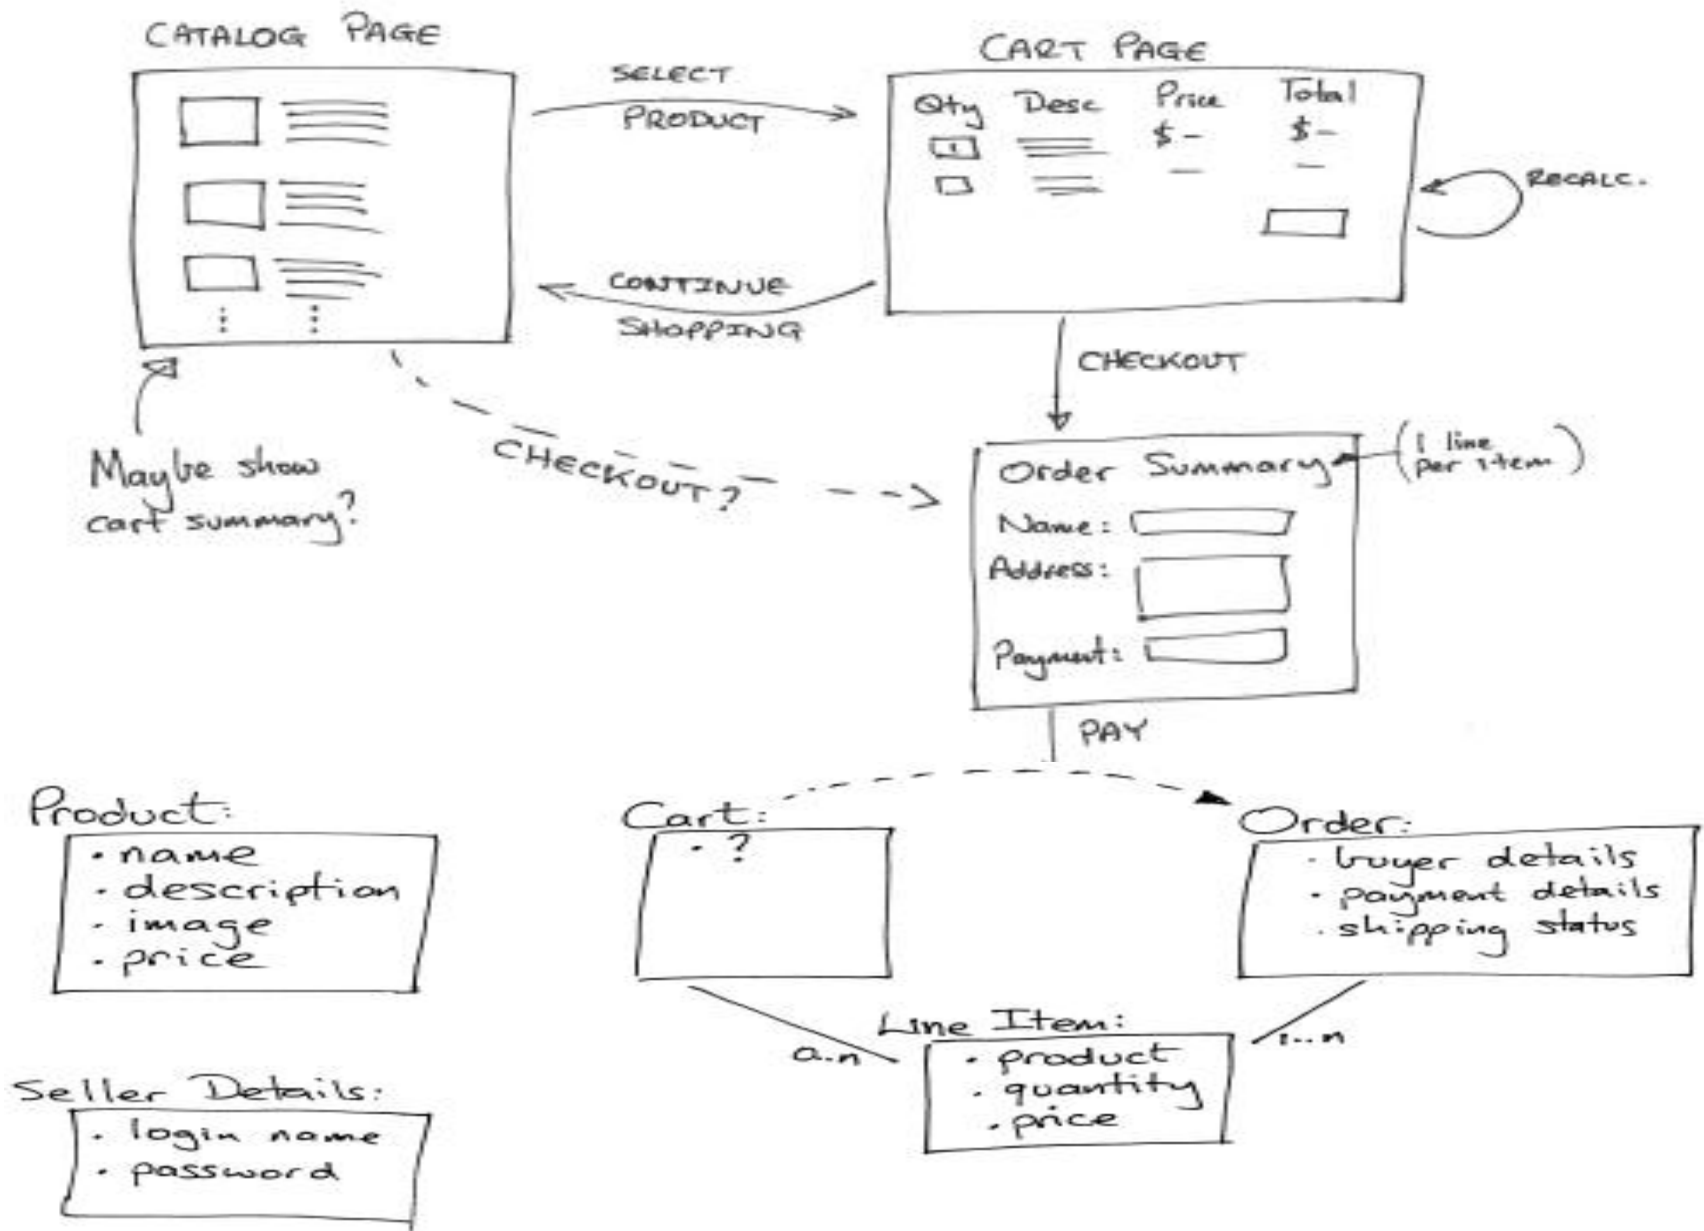 CATALOG PAGE
SELECT
PRODUCT
CONTINUE
SHOPPING
CART PAGE
Qty Desc Price Total
1 $- $-
RECALC.
CHECKOUT
Maybe show
cart summary?
CHECKOUT?
Order Summary
(1 line
per item)
Name:
Address:
Payment:
PAY
Product:
· name
· description
· image
· price
Cart:
· ?
Order:
· buyer details
· payment details
· shipping status
Line Item:
· product
· quantity
· price
a..n
1...n
Seller Details:
· login name
· password